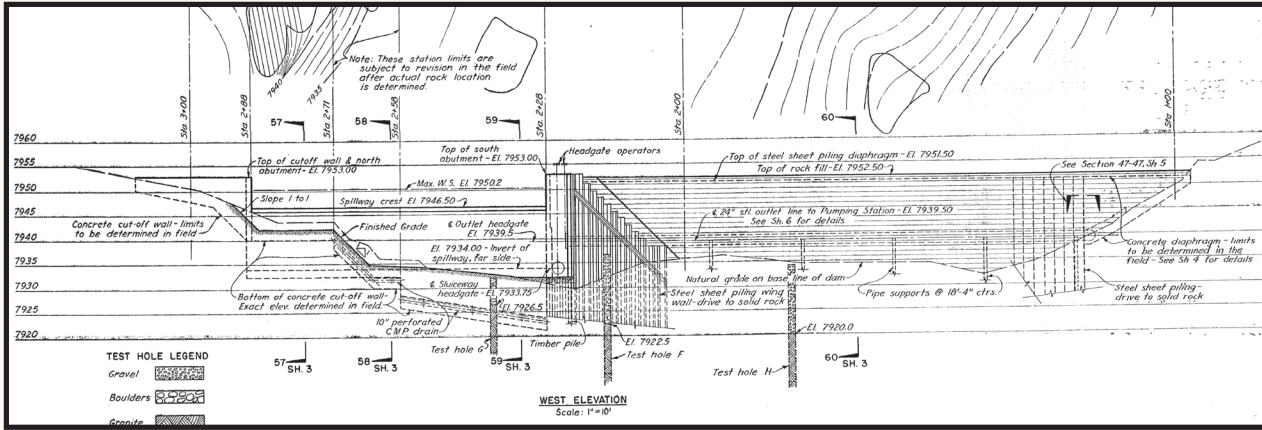 Note: These station limits are
subject to revision in the field
after actual rock location
is determined.
7940
7935
Sta. 3+00
Sta. 2+88
Sta. 2+71
Sta. 2+58
Sta. 2+28
Sta. 2+00
Sta. 1+00
57
58
59
60
7960
7955
7950
7945
7940
7935
7930
7925
7920
Top of cutoff wall & north
abutment - El. 7953.00
Top of south
abutment - El. 7953.00
Headgate operators
Top of steel sheet piling diaphragm - El. 7951.50
Top of rock fill - El. 7952.50
See Section 47-47, Sh 5
Max. W. S. El. 7950.2
Slope 1 to 1
Spillway crest El. 7946.50
Concrete cut-off wall - limits
to be determined in field
Finished Grade
℄ Outlet headgate
El. 7939.5
℄ 24" stl. outlet line to Pumping Station - El. 7939.50
See Sh. 6 for details
El. 7934.00 - Invert of
spillway, far side
Concrete diaphragm - limits
to be determined in the
field - See Sh 4 for details
Natural grade on base line of dam
℄ Sluiceway
headgate - El. 7933.75
Steel sheet piling wing
wall - drive to solid rock
Pipe supports @ 18'-4" ctrs.
Steel sheet piling -
drive to solid rock
Bottom of concrete cut-off wall -
Exact elev. determined in field.
El. 7926.5
10" perforated
C.M.P. drain
El. 7922.5
El. 7920.0
Timber pile
Test hole G
Test hole F
Test hole H
57
SH. 3
58
SH. 3
59
SH. 3
60
SH. 3
TEST HOLE LEGEND
Gravel
Boulders
Granite
WEST ELEVATION
Scale: 1" = 10'